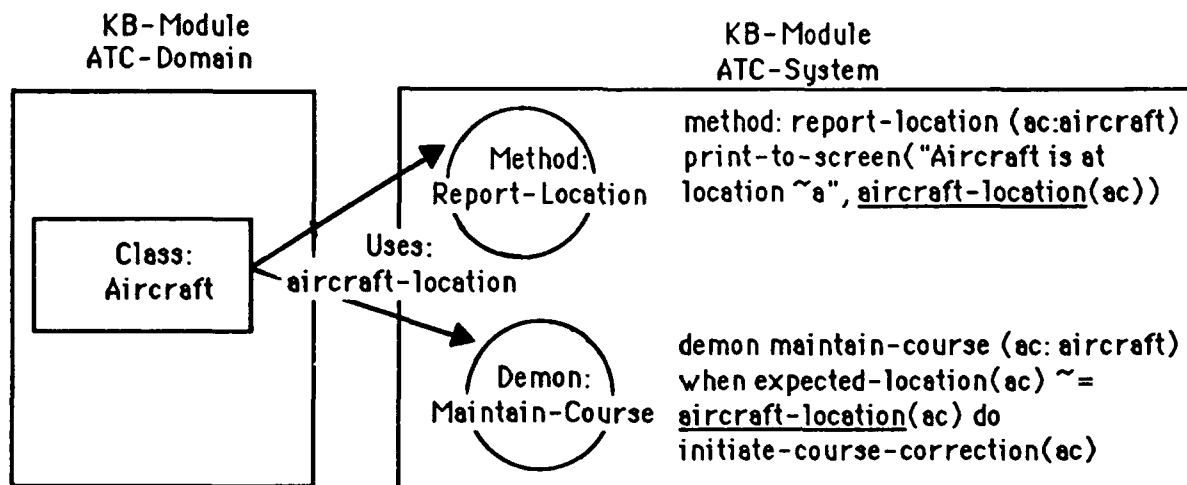 KB-Module
ATC-Domain
KB-Module
ATC-System
Class:
Aircraft
Uses:
aircraft-location
Method:
Report-Location
method: report-location (ac:aircraft)
print-to-screen("Aircraft is at
location ~a", aircraft-location(ac))
Demon:
Maintain-Course
demon maintain-course (ac: aircraft)
when expected-location(ac) ~=
aircraft-location(ac) do
initiate-course-correction(ac)